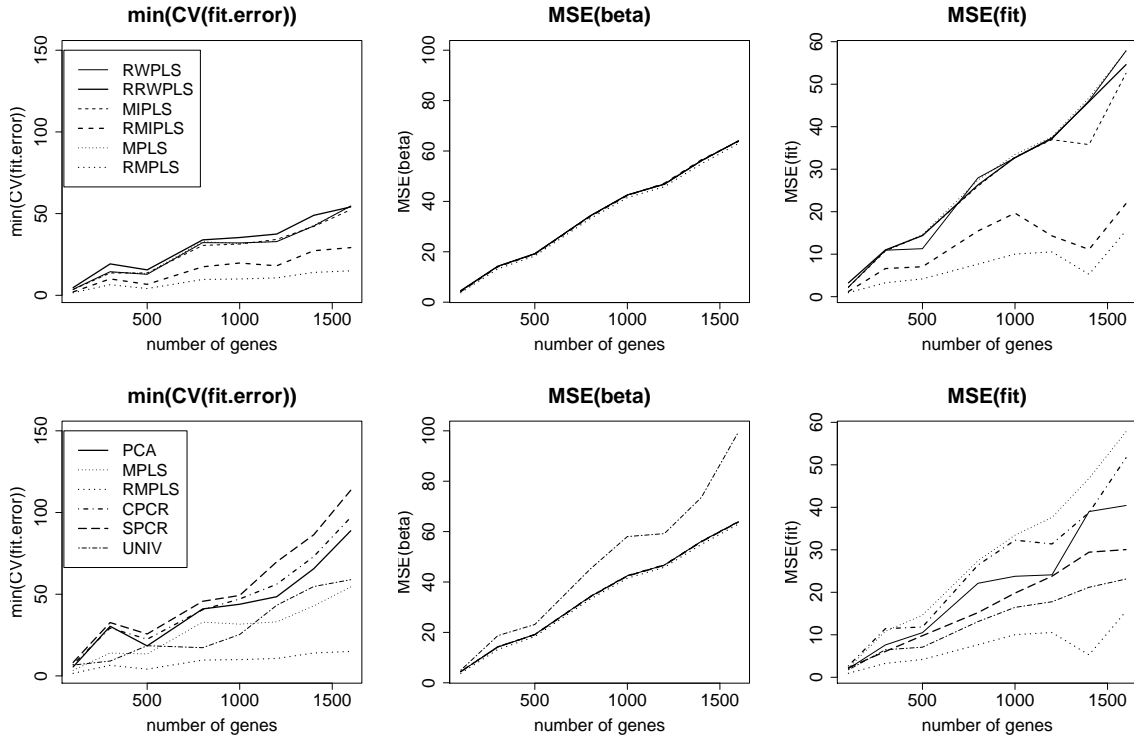 min(CV(fit.error))
min(CV(fit.error))
0 50 100 150
RWPLS
RRWPLS
MIPLS
RMIPLS
MPLS
RMPLS
500 1000 1500
number of genes
MSE(beta)
MSE(beta)
0 20 40 60 80 100
500 1000 1500
number of genes
MSE(fit)
MSE(fit)
0 10 20 30 40 50 60
500 1000 1500
number of genes
min(CV(fit.error))
min(CV(fit.error))
0 50 100 150
PCA
MPLS
RMPLS
CPCR
SPCR
UNIV
500 1000 1500
number of genes
MSE(beta)
MSE(beta)
0 20 40 60 80 100
500 1000 1500
number of genes
MSE(fit)
MSE(fit)
0 10 20 30 40 50 60
500 1000 1500
number of genes